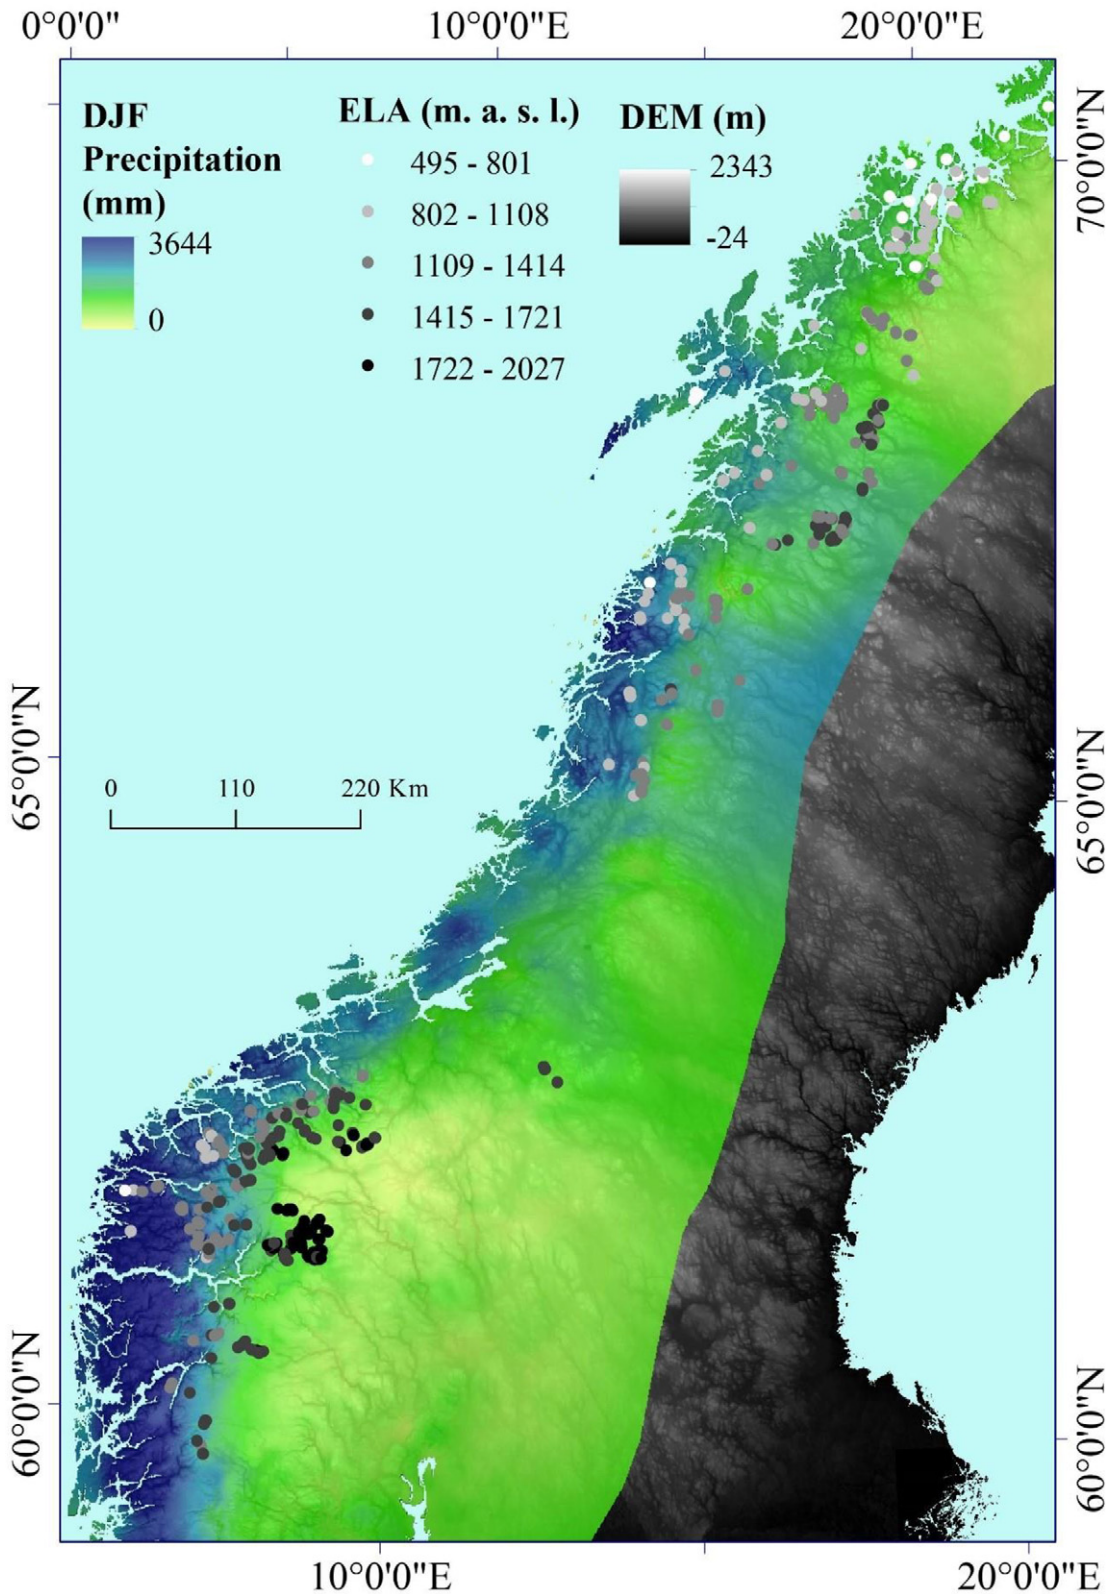 0°0'0" 10°0'0"E 20°0'0"E
DJF
Precipitation
(mm)
3644
0
ELA (m. a. s. l.)
495 - 801
802 - 1108
1109 - 1414
1415 - 1721
1722 - 2027
DEM (m)
2343
-24
70°0'0"N
65°0'0"N
65°0'0"N
0 110 220 Km
60°0'0"N
60°0'0"N
10°0'0"E 20°0'0"E